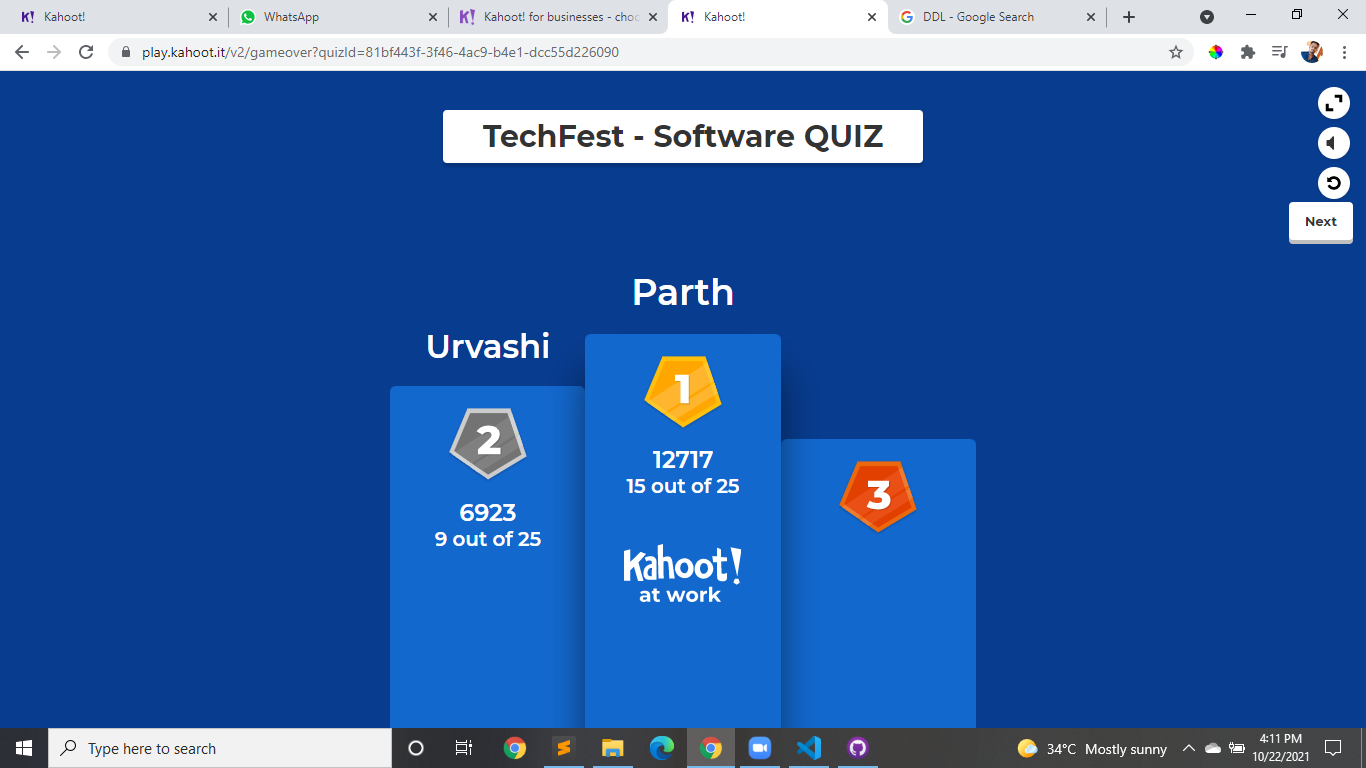 Kahoot!
WhatsApp
Kahoot! for businesses - choo
Kahoot!
DDL - Google Search
play.kahoot.it/v2/gameover?quizId=81bf443f-3f46-4ac9-b4e1-dcc55d226090
TechFest - Software QUIZ
Next
Parth
Urvashi
1
2
12717
15 out of 25
3
6923
9 out of 25
Kahoot!
at work
Type here to search
34°C Mostly sunny
4:11 PM
10/22/2021